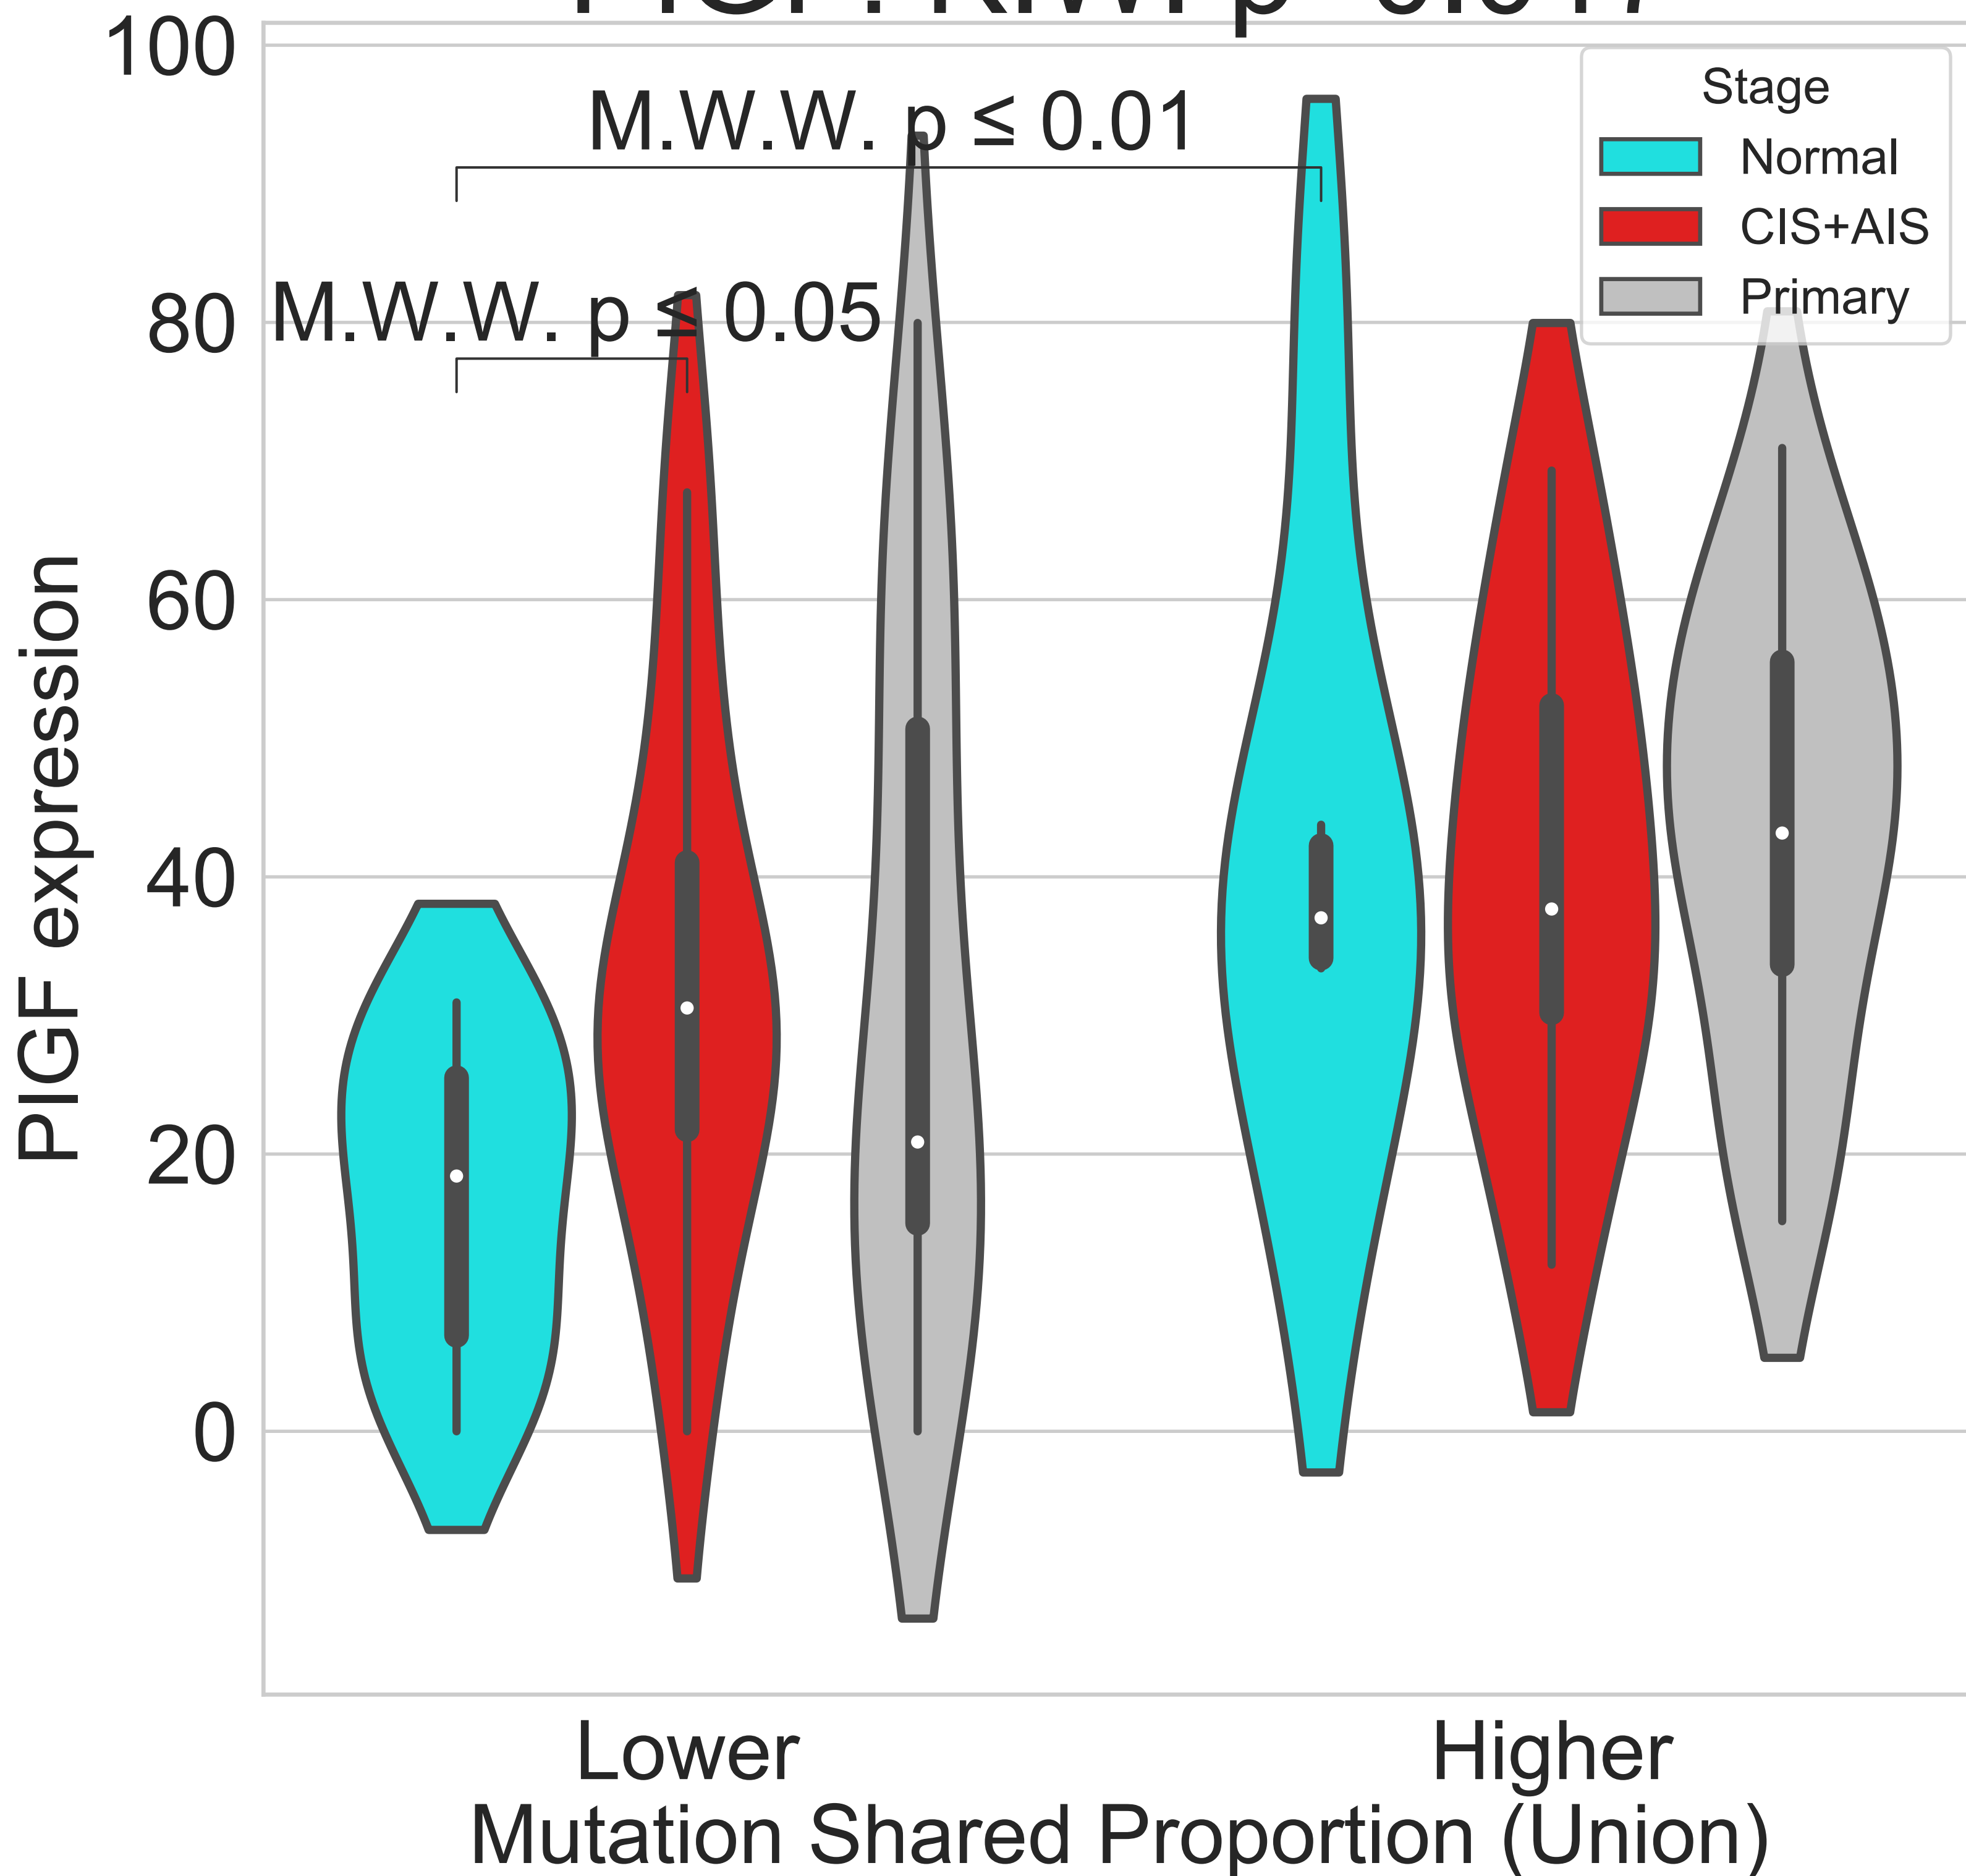 100
M.W.W. p ≤ 0.01
Stage
Normal
CIS+AIS
Primary
M.W.W. p ≤ 0.05
80
60
40
20
0
PIGF expression
Lower
Higher
Mutation Shared Proportion (Union)